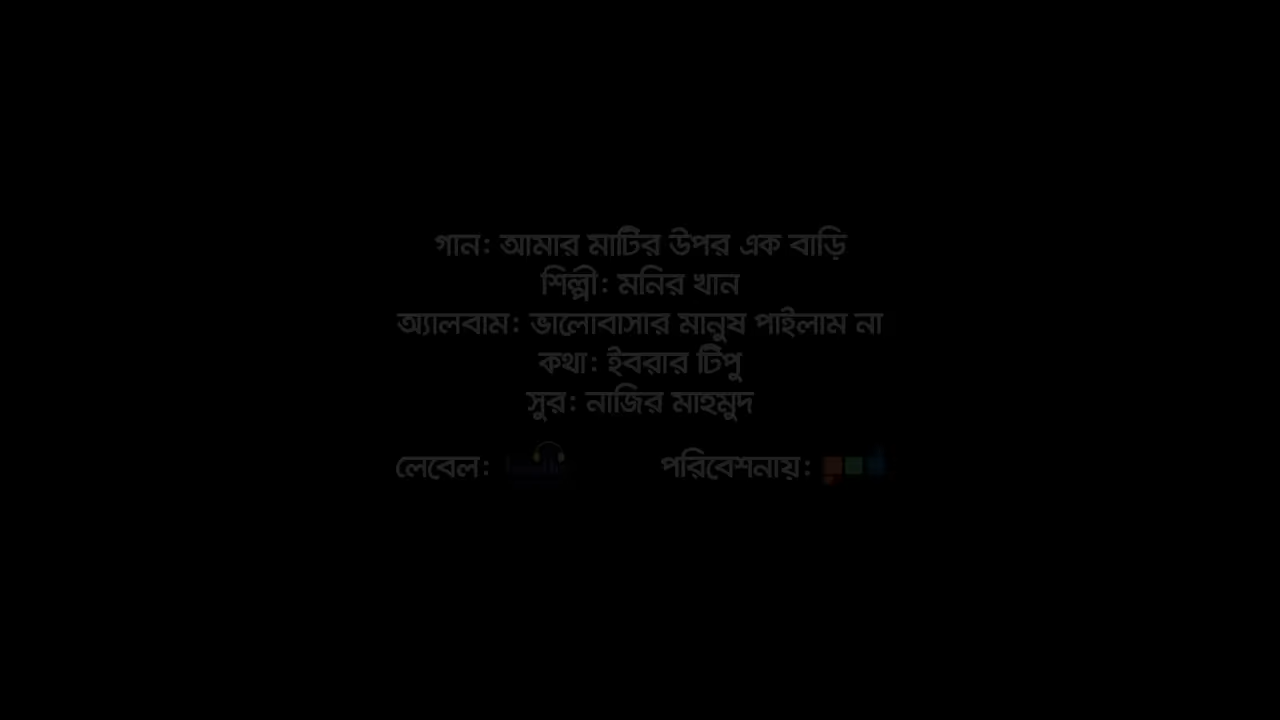 গান: আমার মাটির উপর এক বাড়ি
শিল্পী: মনির খান
অ্যালবাম: ভালোবাসার মানুষ পাইলাম না
কথা: ইবরার টিপু
সুর: নাজির মাহমুদ
লেবেল: পরিবেশনায়: